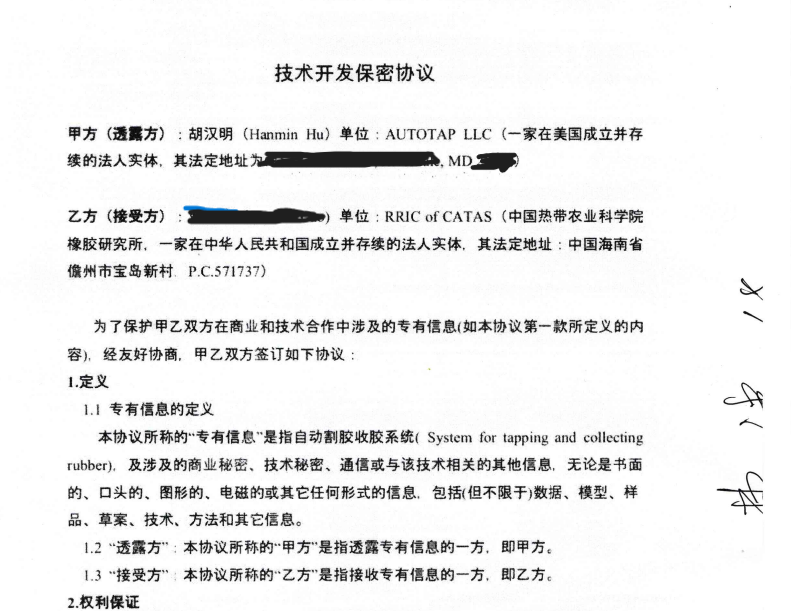 技术开发保密协议
甲方（透露方）：胡汉明（Hanmin Hu）单位：AUTOTAP LLC（一家在美国成立并存
续的法人实体，其法定地址为 , MD )
乙方（接受方）： ) 单位：RRIC of CATAS（中国热带农业科学院
橡胶研究所，一家在中华人民共和国成立并存续的法人实体，其法定地址：中国海南省
儋州市宝岛新村 P.C.571737）
为了保护甲乙双方在商业和技术合作中涉及的专有信息(如本协议第一款所定义的内
容)，经友好协商，甲乙双方签订如下协议：
1.定义
1.1 专有信息的定义
本协议所称的“专有信息”是指自动割胶收胶系统( System for tapping and collecting
rubber)，及涉及的商业秘密、技术秘密、通信或与该技术相关的其他信息，无论是书面
的、口头的、图形的、电磁的或其它任何形式的信息，包括(但不限于)数据、模型、样
品、草案、技术、方法和其它信息。
1.2 “透露方”：本协议所称的“甲方”是指透露专有信息的一方，即甲方。
1.3 “接受方”：本协议所称的“乙方”是指接收专有信息的一方，即乙方。
2.权利保证